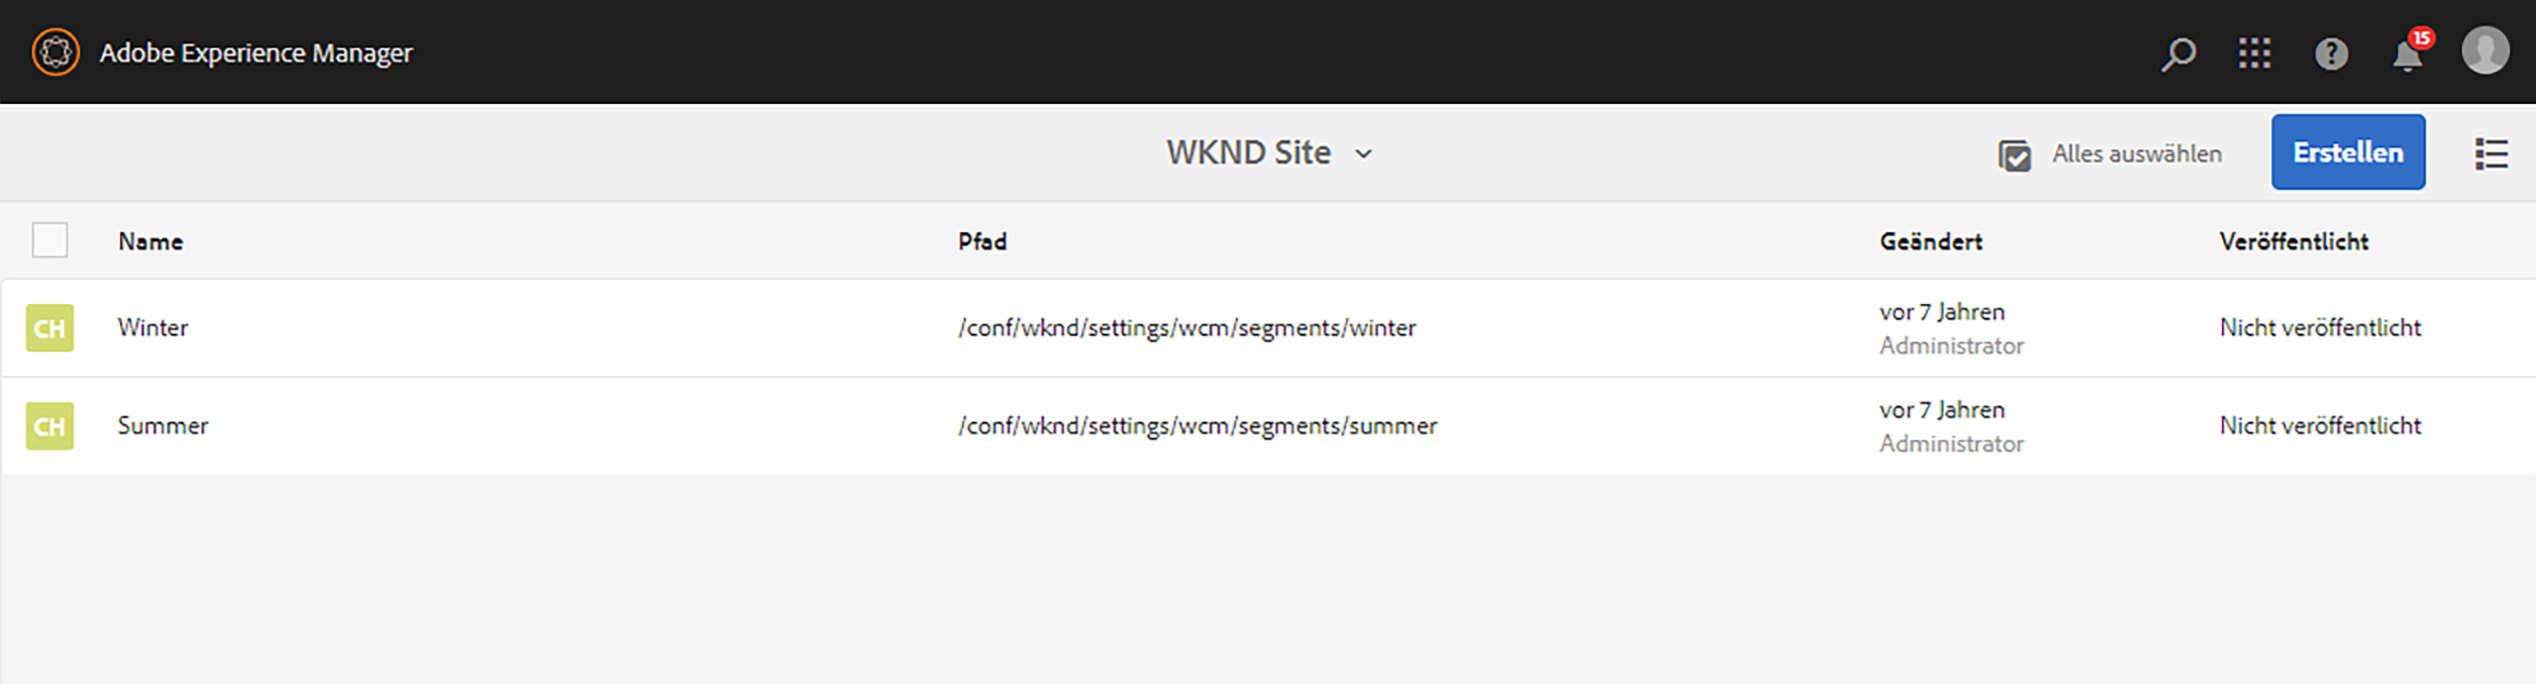 Adobe Experience Manager
15
WKND Site
Alles auswählen
Erstellen
Name Pfad Geändert Veröffentlicht
CH Winter /conf/wknd/settings/wcm/segments/winter vor 7 Jahren Nicht veröffentlicht
Administrator
CH Summer /conf/wknd/settings/wcm/segments/summer vor 7 Jahren Nicht veröffentlicht
Administrator